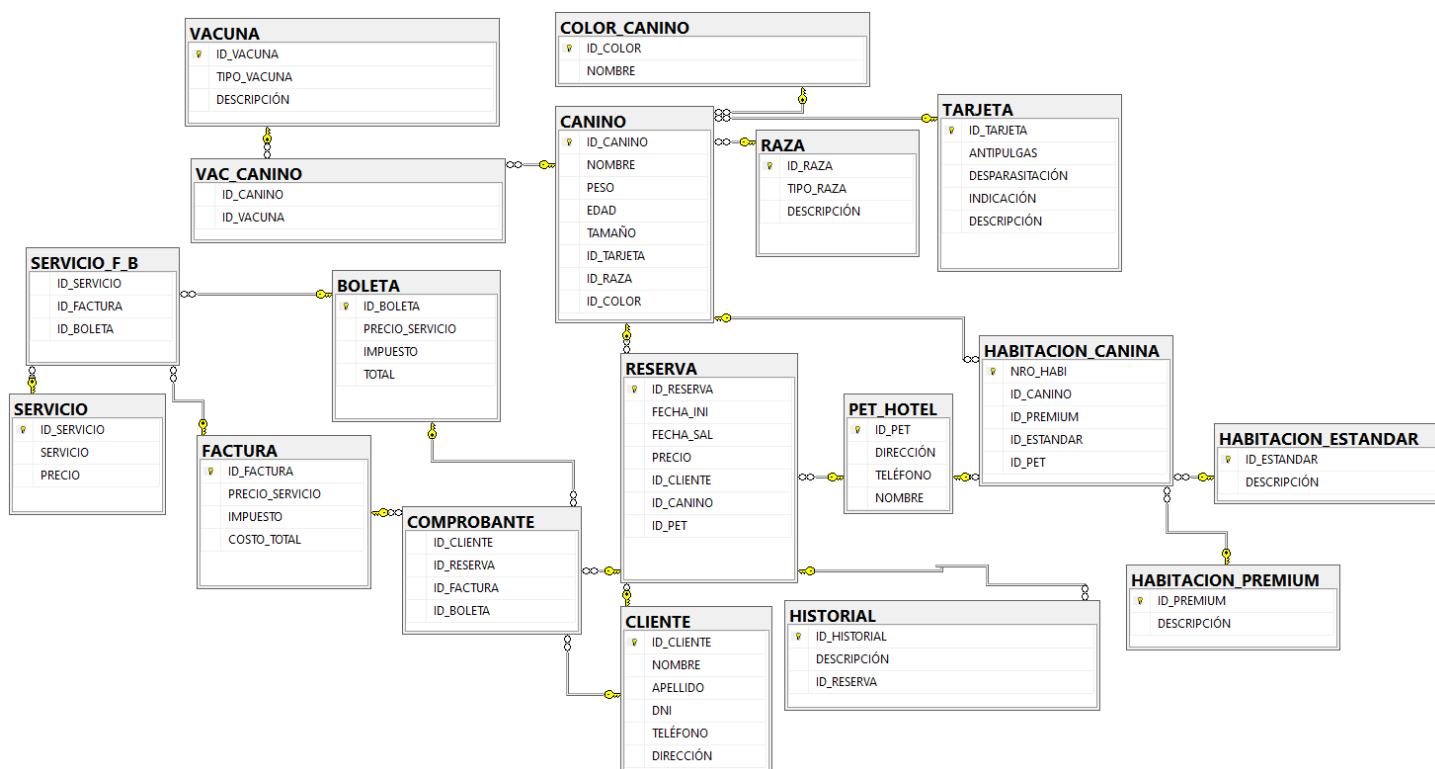 VACUNA
ID_VACUNA
TIPO_VACUNA
DESCRIPCIÓN
COLOR_CANINO
ID_COLOR
NOMBRE
CANINO
ID_CANINO
NOMBRE
PESO
EDAD
TAMAÑO
ID_TARJETA
ID_RAZA
ID_COLOR
TARJETA
ID_TARJETA
ANTIPULGAS
DESPARASITACIÓN
INDICACIÓN
DESCRIPCIÓN
RAZA
ID_RAZA
TIPO_RAZA
DESCRIPCIÓN
VAC_CANINO
ID_CANINO
ID_VACUNA
SERVICIO_F_B
ID_SERVICIO
ID_FACTURA
ID_BOLETA
BOLETA
ID_BOLETA
PRECIO_SERVICIO
IMPUESTO
TOTAL
HABITACION_CANINA
NRO_HABI
ID_CANINO
ID_PREMIUM
ID_ESTANDAR
ID_PET
RESERVA
ID_RESERVA
FECHA_INI
FECHA_SAL
PRECIO
ID_CLIENTE
ID_CANINO
ID_PET
PET_HOTEL
ID_PET
DIRECCIÓN
TELÉFONO
NOMBRE
SERVICIO
ID_SERVICIO
SERVICIO
PRECIO
HABITACION_ESTANDAR
ID_ESTANDAR
DESCRIPCIÓN
FACTURA
ID_FACTURA
PRECIO_SERVICIO
IMPUESTO
COSTO_TOTAL
COMPROBANTE
ID_CLIENTE
ID_RESERVA
ID_FACTURA
ID_BOLETA
HABITACION_PREMIUM
ID_PREMIUM
DESCRIPCIÓN
HISTORIAL
ID_HISTORIAL
DESCRIPCIÓN
ID_RESERVA
CLIENTE
ID_CLIENTE
NOMBRE
APELLIDO
DNI
TELÉFONO
DIRECCIÓN